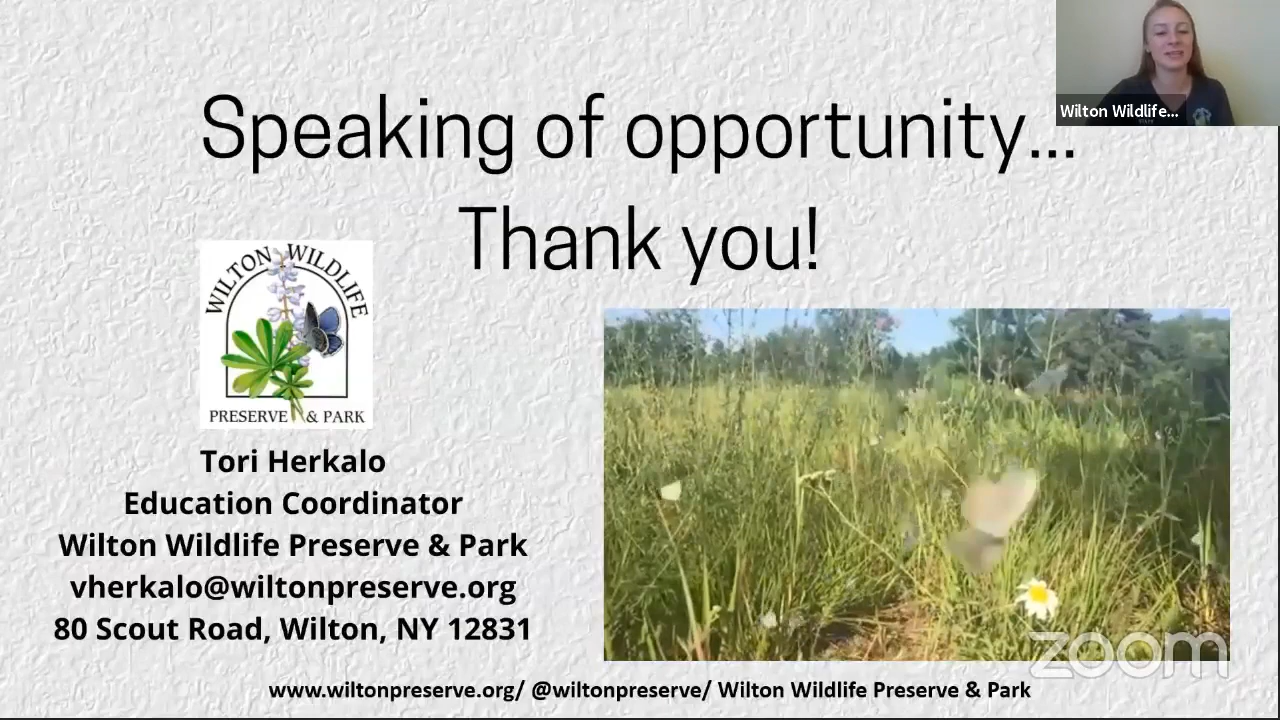 Speaking of opportunity...
Thank you!
Wilton Wildlife...
WILTON WILDLIFE
PRESERVE & PARK
Tori Herkalo
Education Coordinator
Wilton Wildlife Preserve & Park
vherkalo@wiltonpreserve.org
80 Scout Road, Wilton, NY 12831
zoom
www.wiltonpreserve.org/ @wiltonpreserve/ Wilton Wildlife Preserve & Park